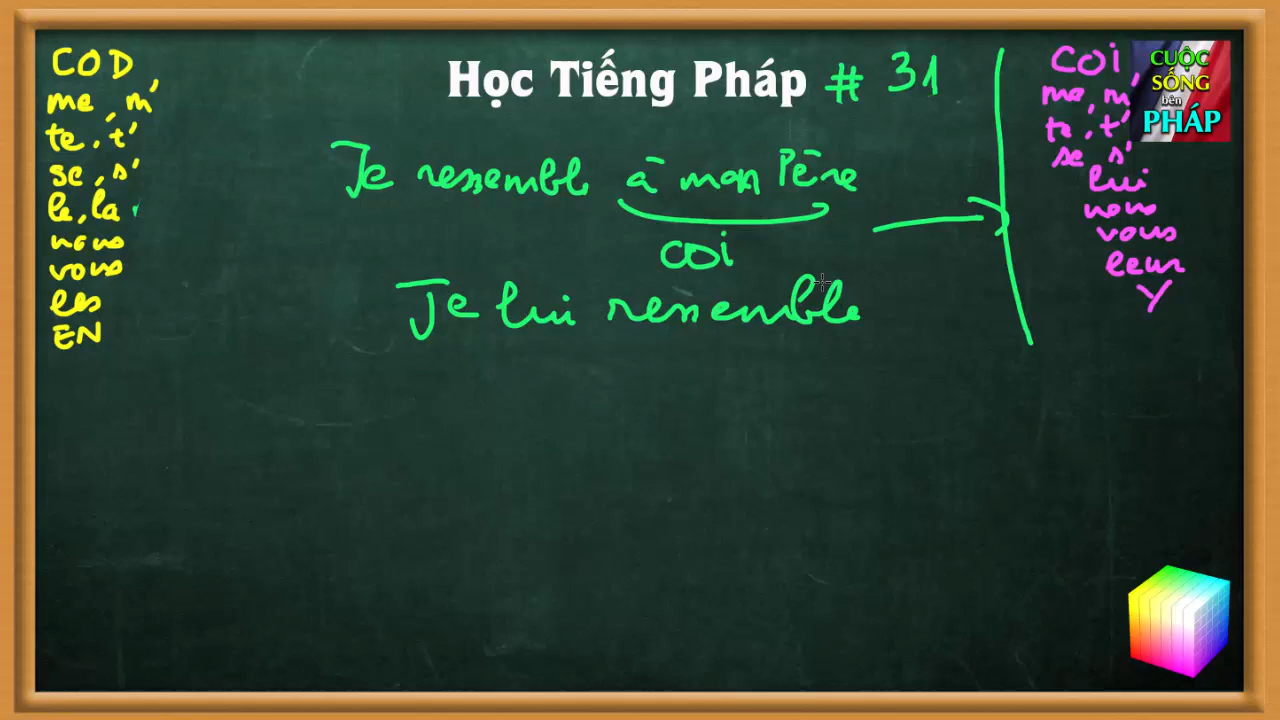 Học Tiếng Pháp # 31
COD
me, m'
te, t'
se, s'
le, la
nous
vous
les
EN
Je ressemble à mon Père
COI
Je lui ressemble
COI
me, m'
te, t'
se, s'
lui
nous
vous
leur
Y
CUỘC
SỐNG
bên
PHÁP